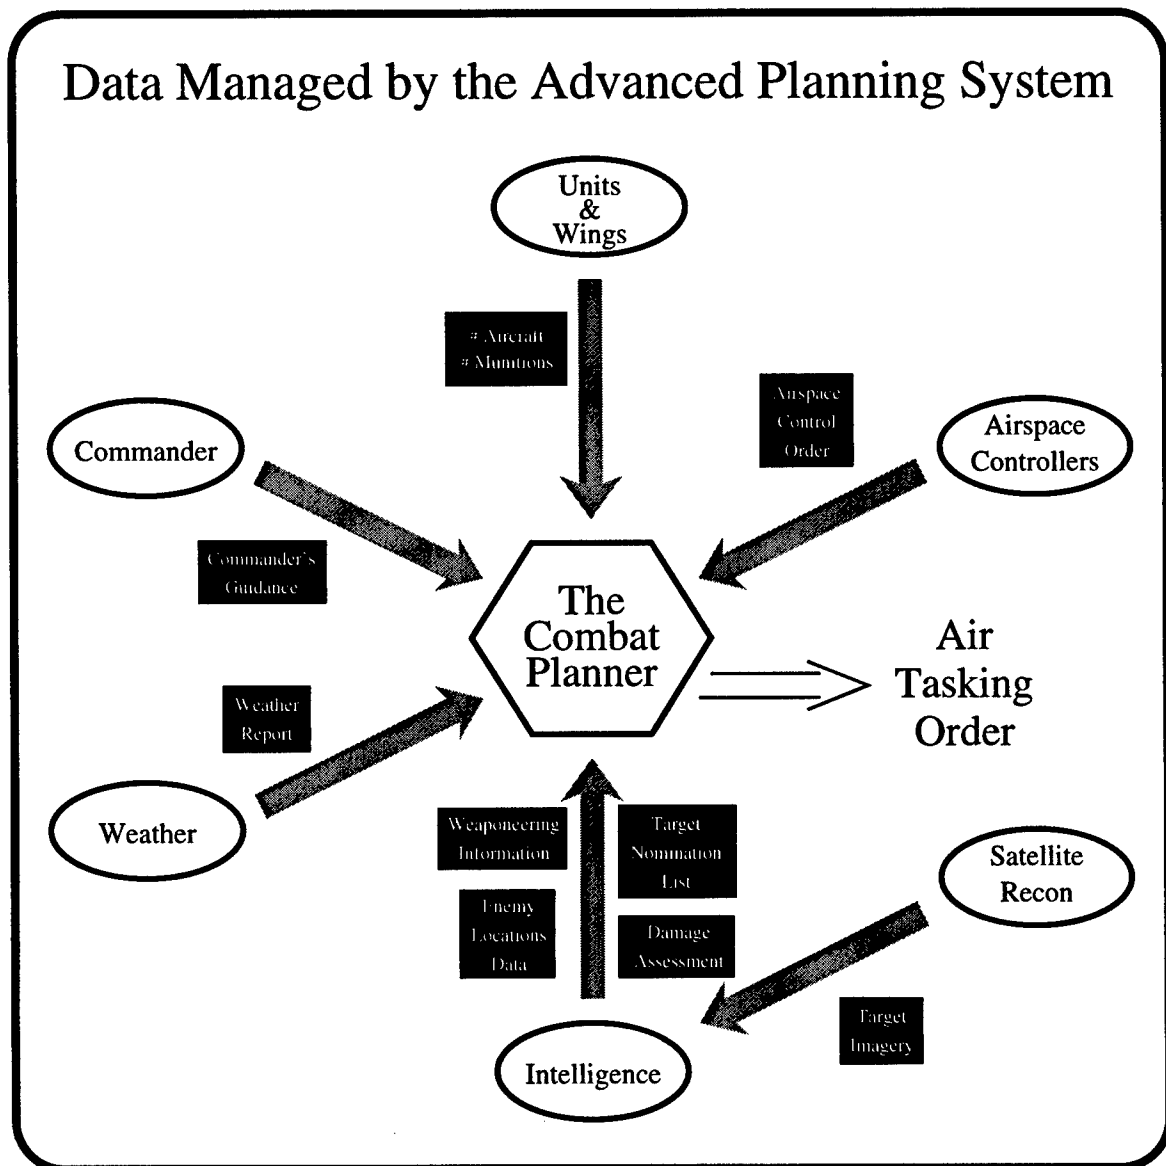 Data Managed by the Advanced Planning System
Units
&
Wings
# Aircraft
# Munitions
Airspace
Control
Order
Commander
Airspace
Controllers
Commander's
Guidance
The
Combat
Planner
Air
Tasking
Order
Weather
Report
Weather
Weaponeering
Information
Target
Nomination
List
Enemy
Locations
Data
Damage
Assessment
Satellite
Recon
Target
Imagery
Intelligence